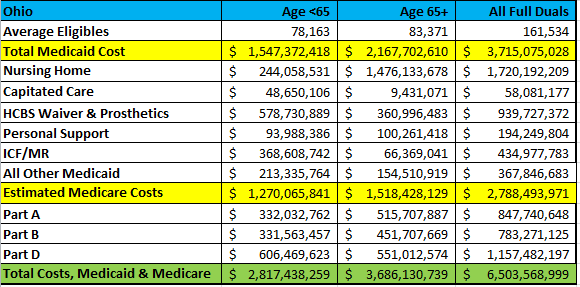 Ohio Age <65 Age 65+ All Full Duals
Average Eligibles 78,163 83,371 161,534
Total Medicaid Cost $ 1,547,372,418 $ 2,167,702,610 $ 3,715,075,028
Nursing Home $ 244,058,531 $ 1,476,133,678 $ 1,720,192,209
Capitated Care $ 48,650,106 $ 9,431,071 $ 58,081,177
HCBS Waiver & Prosthetics $ 578,730,889 $ 360,996,483 $ 939,727,372
Personal Support $ 93,988,386 $ 100,261,418 $ 194,249,804
ICF/MR $ 368,608,742 $ 66,369,041 $ 434,977,783
All Other Medicaid $ 213,335,764 $ 154,510,919 $ 367,846,683
Estimated Medicare Costs $ 1,270,065,841 $ 1,518,428,129 $ 2,788,493,971
Part A $ 332,032,762 $ 515,707,887 $ 847,740,648
Part B $ 331,563,457 $ 451,707,669 $ 783,271,125
Part D $ 606,469,623 $ 551,012,574 $ 1,157,482,197
Total Costs, Medicaid & Medicare $ 2,817,438,259 $ 3,686,130,739 $ 6,503,568,999